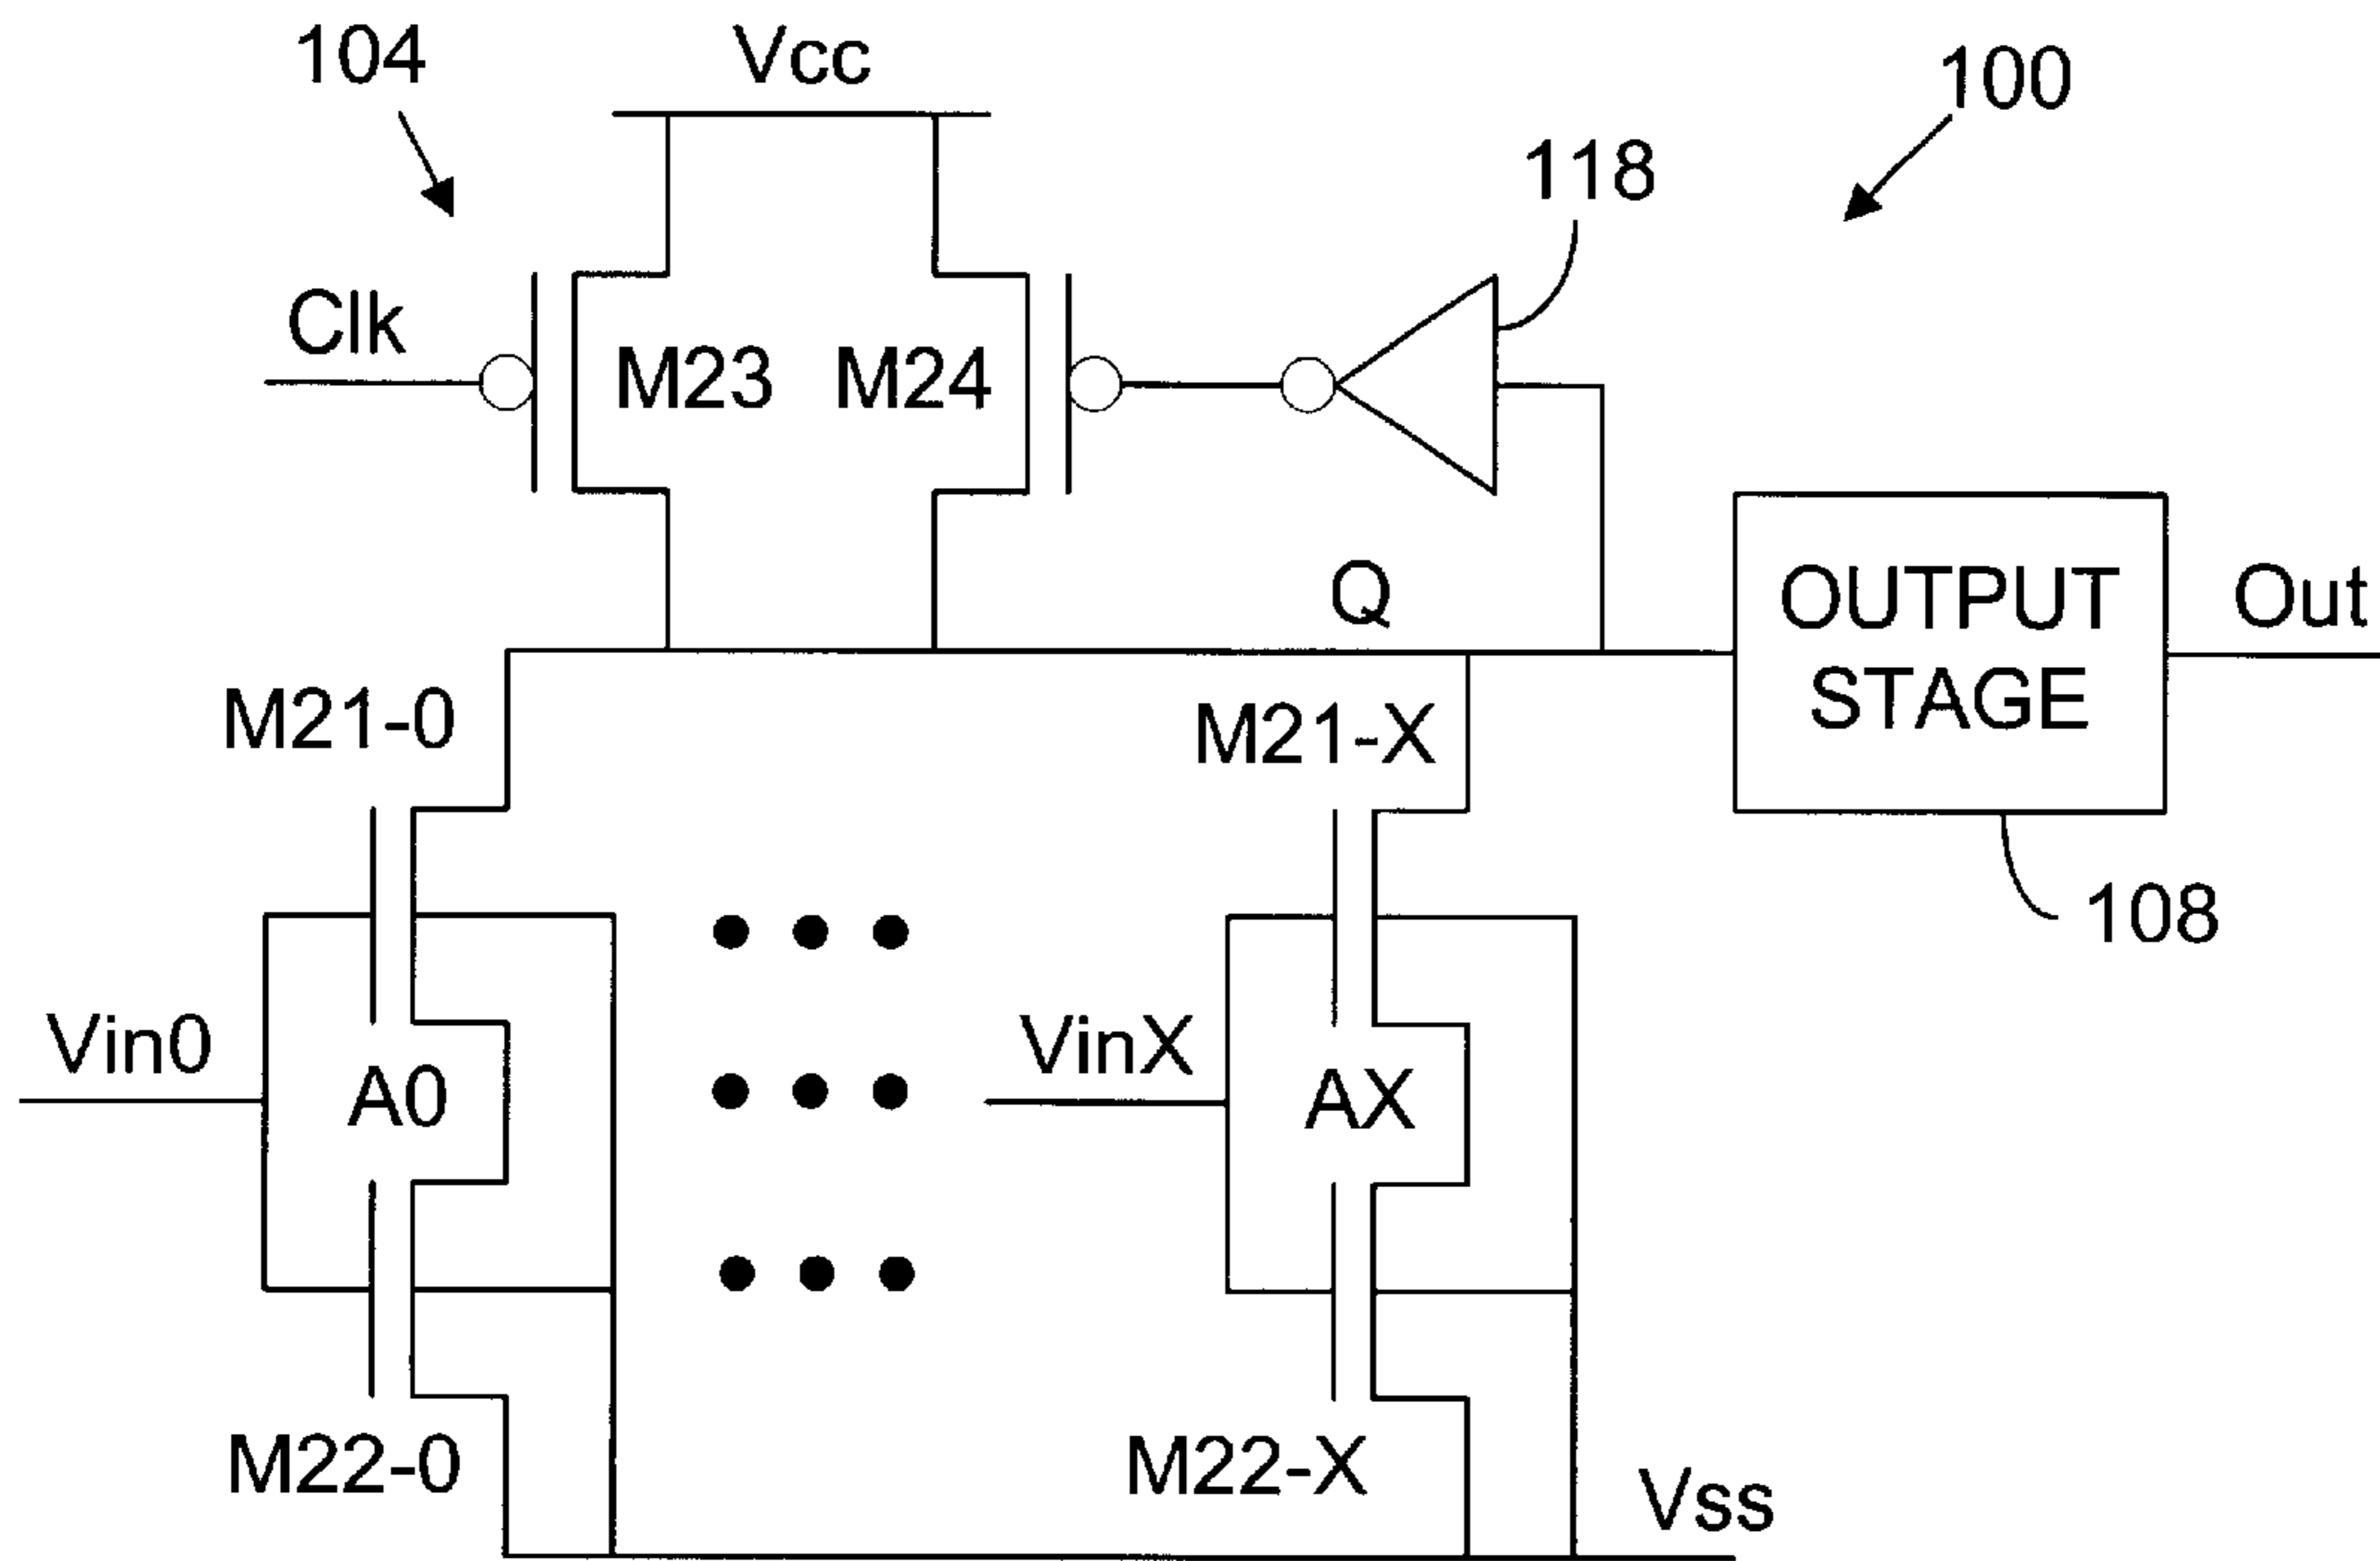 104
Vcc
100
118
Clk
M23
M24
Q
OUTPUT
STAGE
Out
M21-0
M21-X
108
Vin0
A0
VinX
AX
M22-0
M22-X
Vss